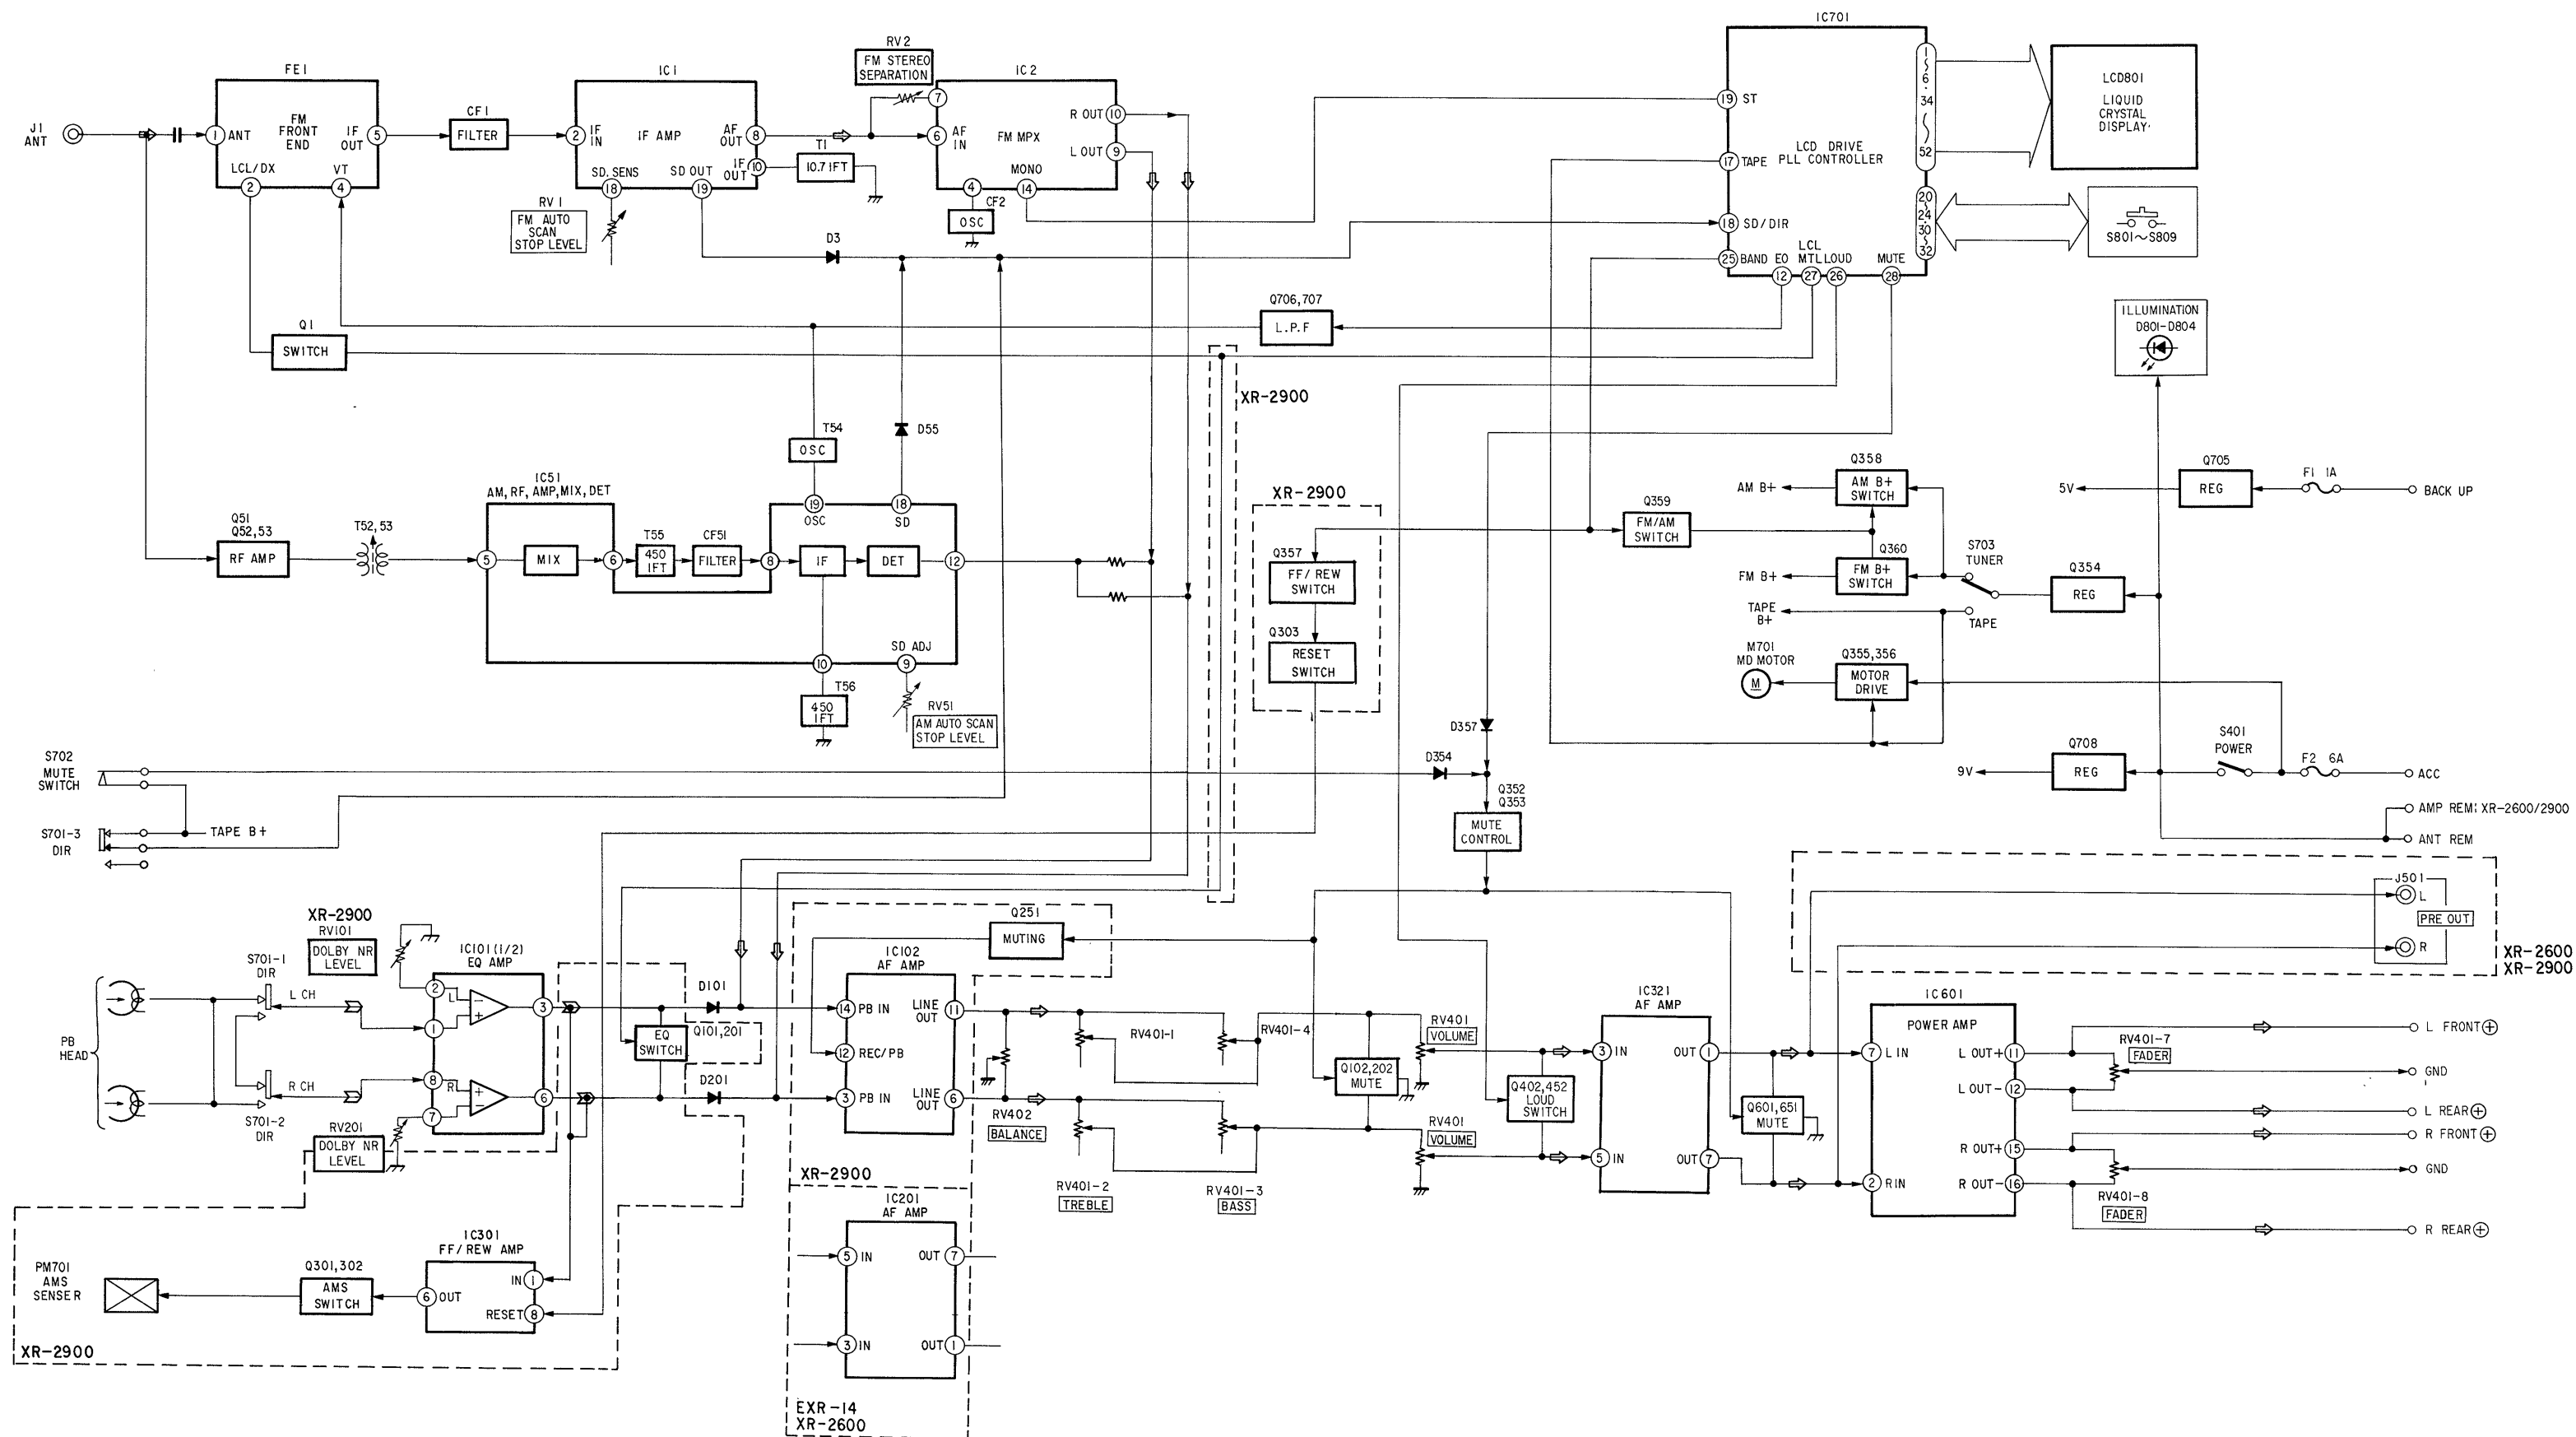 IC701
RV2
FM STEREO
SEPARATION
FE1
IC1
IC2
J1
ANT
1 ANT
FM
FRONT
END
IF
OUT
5
LCL/DX
2
VT
4
CF1
FILTER
2
IF
IN
IF AMP
AF
OUT
8
IF
OUT
10
SD. SENS
18
SD OUT
19
T1
10.7 IFT
7
6
AF
IN
FM MPX
R OUT
10
L OUT
9
MONO
14
4
CF2
OSC
RV1
FM AUTO
SCAN
STOP LEVEL
D3
19 ST
17 TAPE
LCD DRIVE
PLL CONTROLLER
18 SD/DIR
25 BAND
EO
12
LCL
MTL
27
LOUD
26
MUTE
28
1
6
34
52
20
24
30
32
LCD801
LIQUID
CRYSTAL
DISPLAY
S801~S809
ILLUMINATION
D801-D804
Q1
SWITCH
Q706,707
L.P.F
XR-2900
T54
OSC
D55
IC51
AM, RF, AMP, MIX, DET
Q51
Q52,53
RF AMP
T52,53
5
MIX
6
T55
450
IFT
CF51
FILTER
8
IF
DET
12
19
OSC
18
SD
10
SD ADJ
9
T56
450
IFT
RV51
AM AUTO SCAN
STOP LEVEL
XR-2900
Q357
FF/REW
SWITCH
Q303
RESET
SWITCH
Q359
FM/AM
SWITCH
Q358
AM B+
SWITCH
AM B+
Q360
FM B+
SWITCH
FM B+
TAPE
B+
S703
TUNER
TAPE
Q354
REG
Q705
REG
5V
F1 1A
BACK UP
M701
MD MOTOR
M
Q355,356
MOTOR
DRIVE
Q708
REG
9V
S401
POWER
F2 6A
ACC
AMP REM: XR-2600/2900
ANT REM
D357
D354
Q352
Q353
MUTE
CONTROL
S702
MUTE
SWITCH
S701-3
DIR
TAPE B+
J501
L
PRE OUT
R
XR-2600
XR-2900
XR-2900
RV101
DOLBY NR
LEVEL
S701-1
DIR
L CH
PB
HEAD
R CH
S701-2
DIR
RV201
DOLBY NR
LEVEL
IC101 (1/2)
EQ AMP
2
L
-
+
1
3
8
R
+
-
7
6
EQ
SWITCH
Q101,201
D101
D201
Q251
MUTING
IC102
AF AMP
14 PB IN
LINE
OUT
11
12 REC/PB
3 PB IN
LINE
OUT
6
XR-2900
RV402
BALANCE
RV401-1
RV401-4
RV401-2
TREBLE
RV401-3
BASS
Q102,202
MUTE
RV401
VOLUME
RV401
VOLUME
Q402,452
LOUD
SWITCH
IC321
AF AMP
3 IN
OUT 1
5 IN
OUT 7
Q601,651
MUTE
IC601
POWER AMP
7 L IN
L OUT+ 11
L OUT- 12
R OUT+ 15
2 R IN
R OUT- 16
RV401-7
FADER
RV401-8
FADER
L FRONT +
GND
L REAR +
R FRONT +
GND
R REAR +
IC201
AF AMP
5 IN
OUT 7
3 IN
OUT 1
EXR-14
XR-2600
PM701
AMS
SENSER
Q301,302
AMS
SWITCH
IC301
FF/REW AMP
IN 1
6 OUT
RESET 8
XR-2900